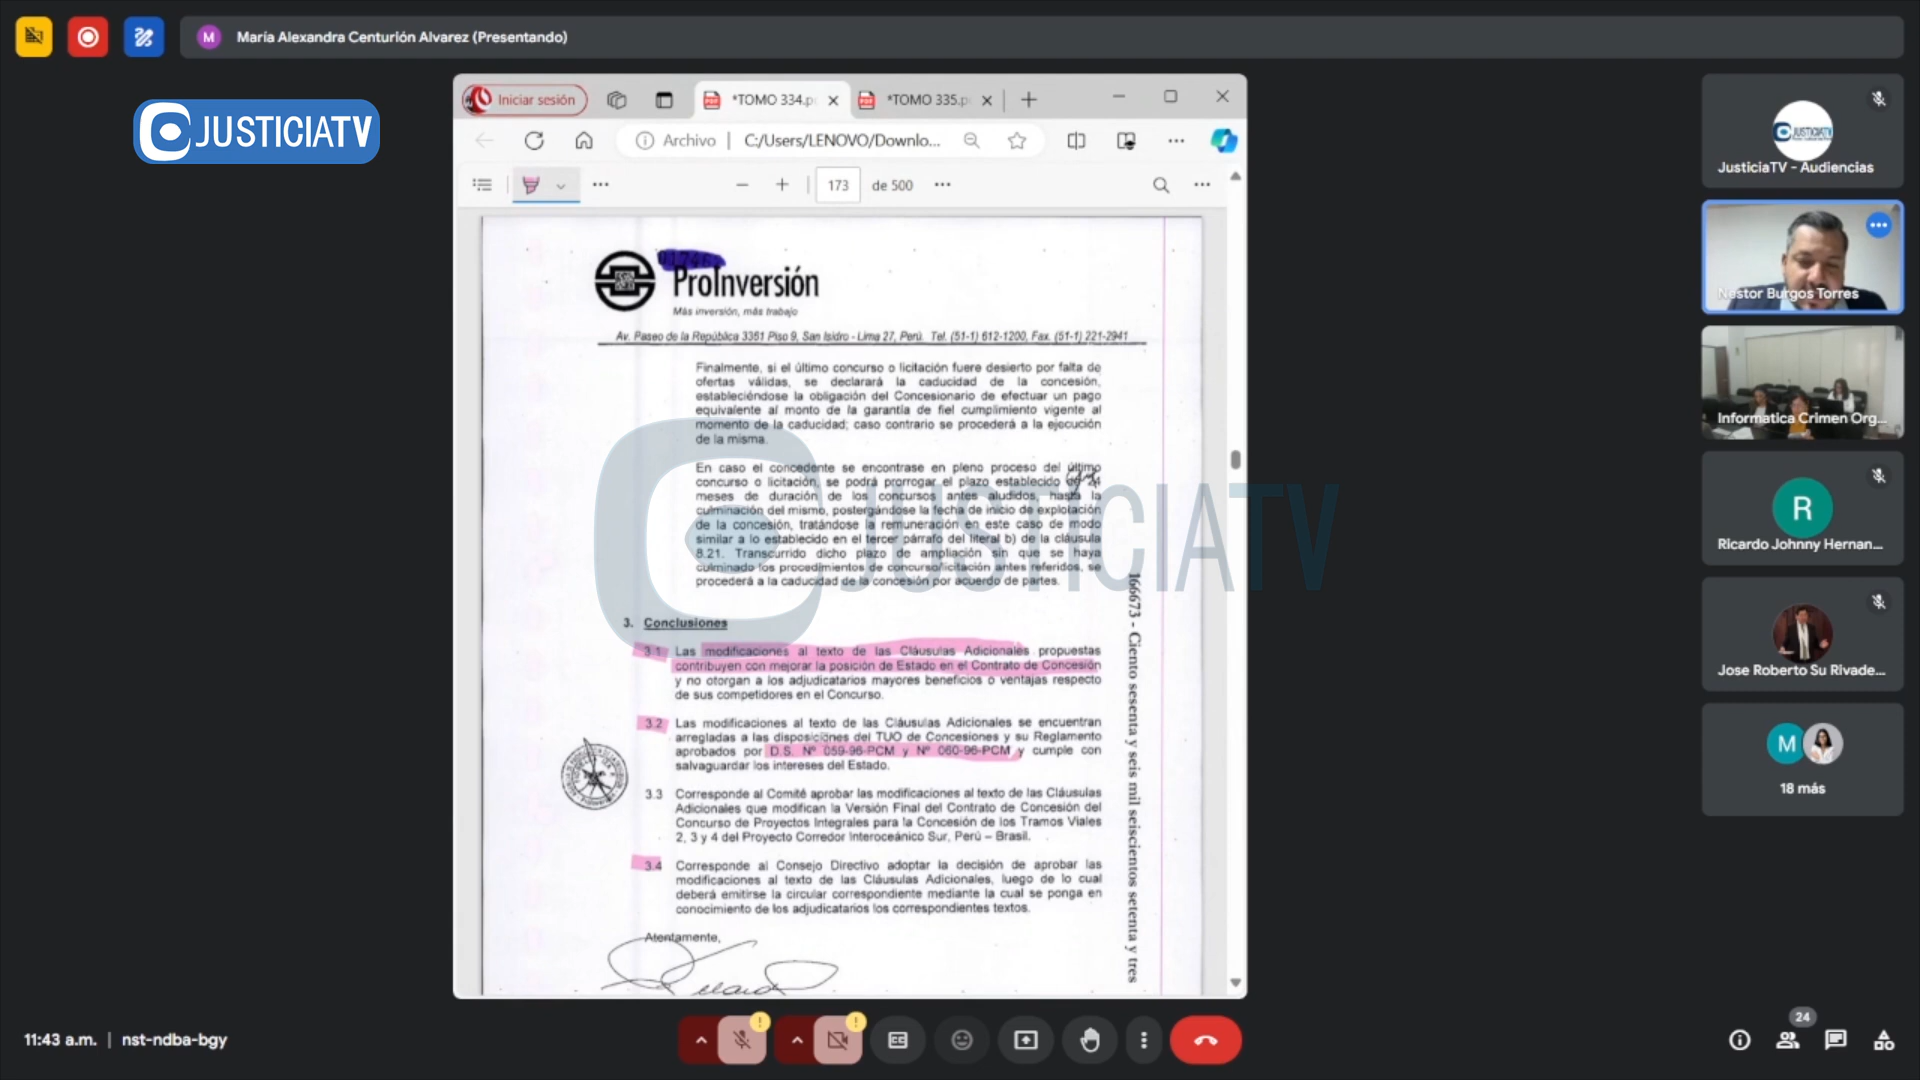 María Alexandra Centurión Alvarez (Presentando)
JUSTICIATV
Iniciar sesión
*TOMO 334.p
*TOMO 335.p
Archivo | C:/Users/LENOVO/Downlo...
173 de 500
ProInversión
Más inversión, más trabajo
Av. Paseo de la República 3361 Piso 9, San Isidro - Lima 27, Perú. Tel. (51-1) 612-1200, Fax. (51-1) 221-2941
Finalmente, si el último concurso o licitación fuere desierto por falta de
ofertas válidas, se declarará la caducidad de la concesión,
estableciéndose la obligación del Concesionario de efectuar un pago
equivalente al monto de la garantía de fiel cumplimiento vigente al
momento de la caducidad; caso contrario se procederá a la ejecución
de la misma.
En caso el concedente se encontrase en pleno proceso del último
concurso o licitación, se podrá prorrogar el plazo establecido de 24
meses de duración de los concursos antes aludidos, hasta la
culminación del mismo, postergándose la fecha de inicio de explotación
de la concesión, tratándose la remuneración en este caso de modo
similar a lo establecido en el tercer párrafo del literal b) de la cláusula
8.21. Transcurrido dicho plazo de ampliación sin que se haya
culminado los procedimientos de concurso/licitación antes referidos, se
procederá a la caducidad de la concesión por acuerdo de partes.
JUSTICIATV
3. Conclusiones
3.1 Las modificaciones al texto de las Cláusulas Adicionales propuestas
contribuyen con mejorar la posición de Estado en el Contrato de Concesión
y no otorgan a los adjudicatarios mayores beneficios o ventajas respecto
de sus competidores en el Concurso.
3.2 Las modificaciones al texto de las Cláusulas Adicionales se encuentran
arregladas a las disposiciones del TUO de Concesiones y su Reglamento
aprobados por D.S. Nº 059-96-PCM y Nº 060-96-PCM y cumple con
salvaguardar los intereses del Estado.
3.3 Corresponde al Comité aprobar las modificaciones al texto de las Cláusulas
Adicionales que modifican la Versión Final del Contrato de Concesión del
Concurso de Proyectos Integrales para la Concesión de los Tramos Viales
2, 3 y 4 del Proyecto Corredor Interoceánico Sur, Perú – Brasil.
3.4 Corresponde al Consejo Directivo adoptar la decisión de aprobar las
modificaciones al texto de las Cláusulas Adicionales, luego de lo cual
deberá emitirse la circular correspondiente mediante la cual se ponga en
conocimiento de los adjudicatarios los correspondientes textos.
Atentamente,
166673 - Ciento sesenta y seis mil seiscientos setenta y tres
JUSTICIATV
JusticiaTV - Audiencias
Nestor Burgos Torres
Informatica Crimen Org...
R
Ricardo Johnny Hernan...
Jose Roberto Su Rivade...
M
18 más
11:43 a.m. | nst-ndba-bgy
24